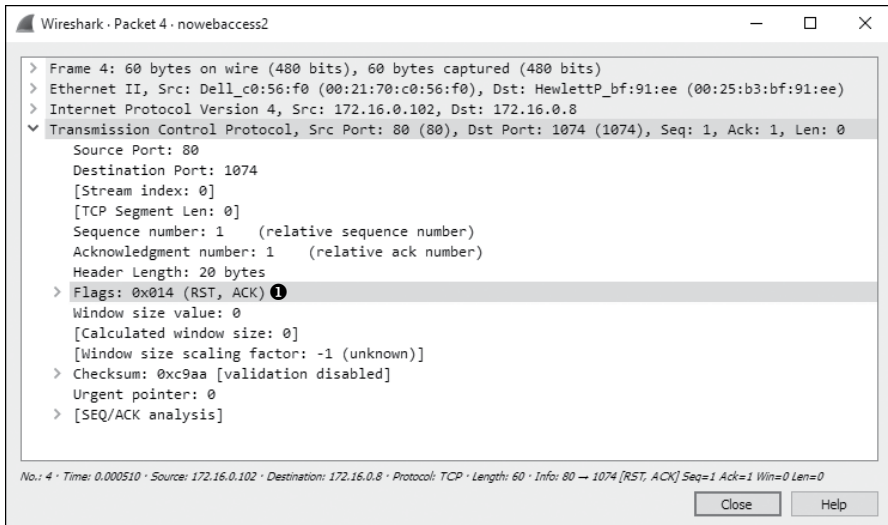 Wireshark · Packet 4 · nowebaccess2
> Frame 4: 60 bytes on wire (480 bits), 60 bytes captured (480 bits)
> Ethernet II, Src: Dell_c0:56:f0 (00:21:70:c0:56:f0), Dst: HewlettP_bf:91:ee (00:25:b3:bf:91:ee)
> Internet Protocol Version 4, Src: 172.16.0.102, Dst: 172.16.0.8
Transmission Control Protocol, Src Port: 80 (80), Dst Port: 1074 (1074), Seq: 1, Ack: 1, Len: 0
Source Port: 80
Destination Port: 1074
[Stream index: 0]
[TCP Segment Len: 0]
Sequence number: 1 (relative sequence number)
Acknowledgment number: 1 (relative ack number)
Header Length: 20 bytes
> Flags: 0x014 (RST, ACK) ❶
Window size value: 0
[Calculated window size: 0]
[Window size scaling factor: -1 (unknown)]
> Checksum: 0xc9aa [validation disabled]
Urgent pointer: 0
> [SEQ/ACK analysis]
No.: 4 · Time: 0.000510 · Source: 172.16.0.102 · Destination: 172.16.0.8 · Protocol: TCP · Length: 60 · Info: 80 → 1074 [RST, ACK] Seq=1 Ack=1 Win=0 Len=0
Close Help